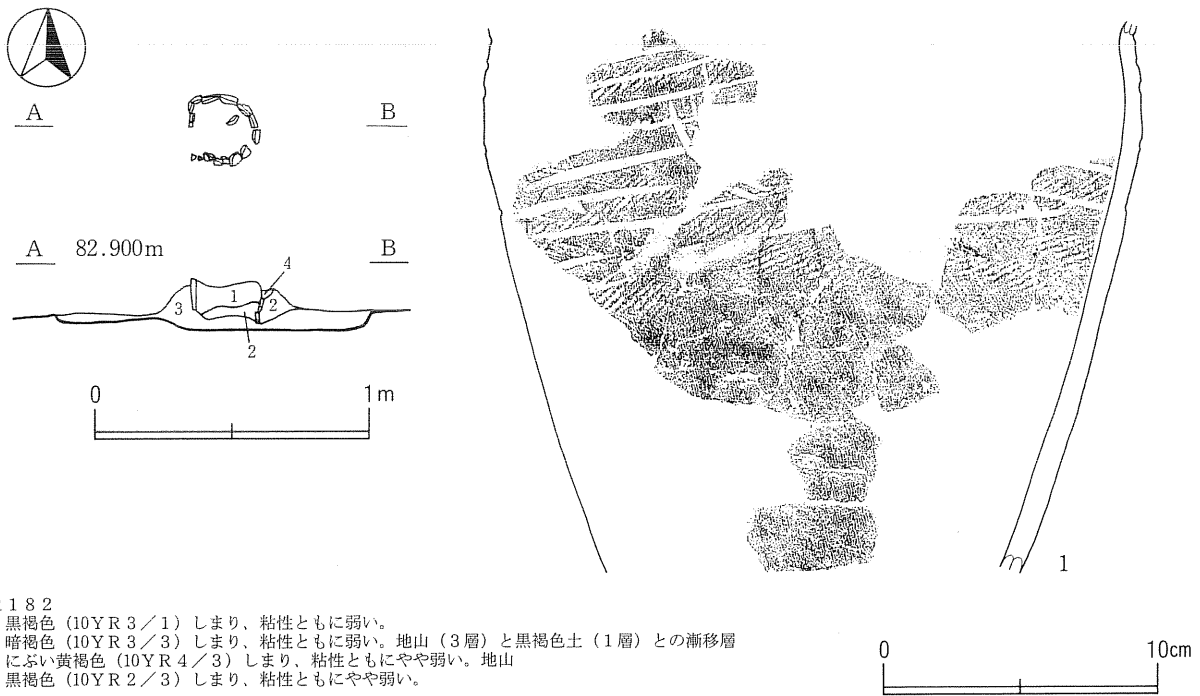 A B
A 82.900m B
4
3 1 2
2
0 1m
1
182
黒褐色（10YR3／1）しまり、粘性ともに弱い。
暗褐色（10YR3／3）しまり、粘性ともに弱い。地山（3層）と黒褐色土（1層）との漸移層
にぶい黄褐色（10YR4／3）しまり、粘性ともにやや弱い。地山
黒褐色（10YR2／3）しまり、粘性ともにやや弱い。
0 10cm